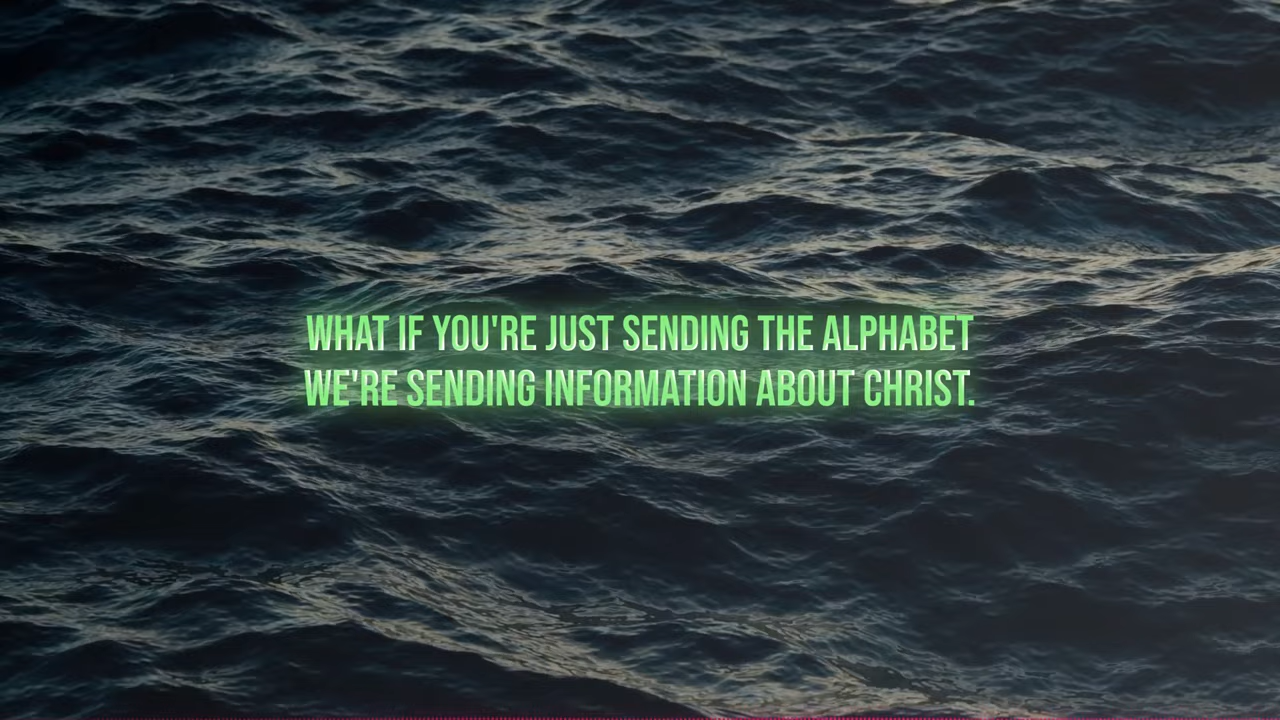 WHAT IF YOU'RE JUST SENDING THE ALPHABET
WE'RE SENDING INFORMATION ABOUT CHRIST.